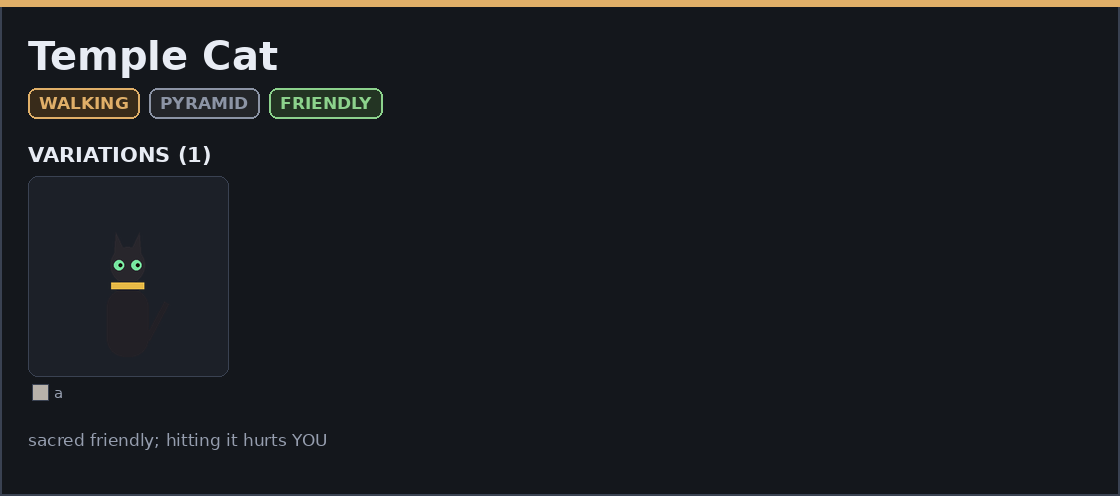 Temple Cat
WALKING PYRAMID FRIENDLY
VARIATIONS (1)
a
sacred friendly; hitting it hurts YOU